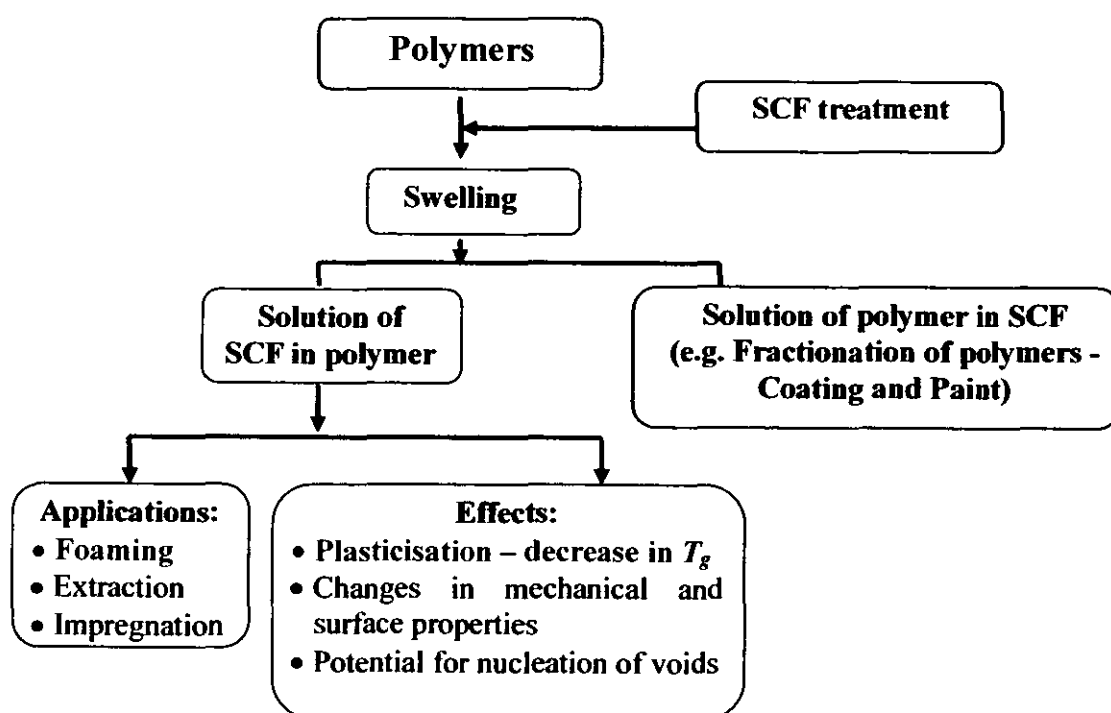 Polymers
SCF treatment
Swelling
Solution of
SCF in polymer
Solution of polymer in SCF
(e.g. Fractionation of polymers -
Coating and Paint)
Applications:
• Foaming
• Extraction
• Impregnation
Effects:
• Plasticisation – decrease in Tg
• Changes in mechanical and
surface properties
• Potential for nucleation of voids